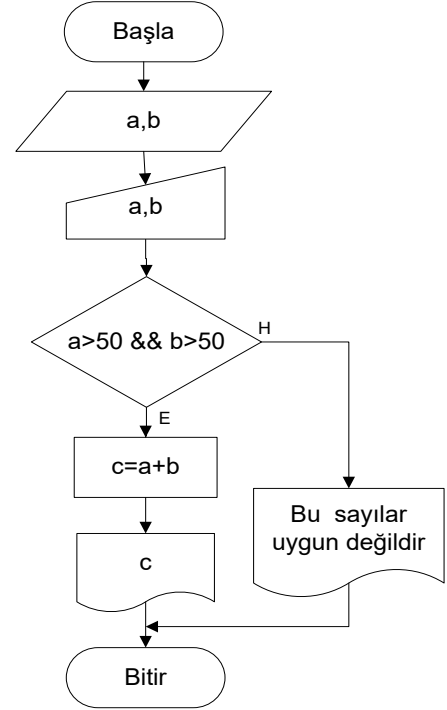 Başla
a,b
a,b
a>50 && b>50
H
E
c=a+b
Bu sayılar
uygun değildir
c
Bitir